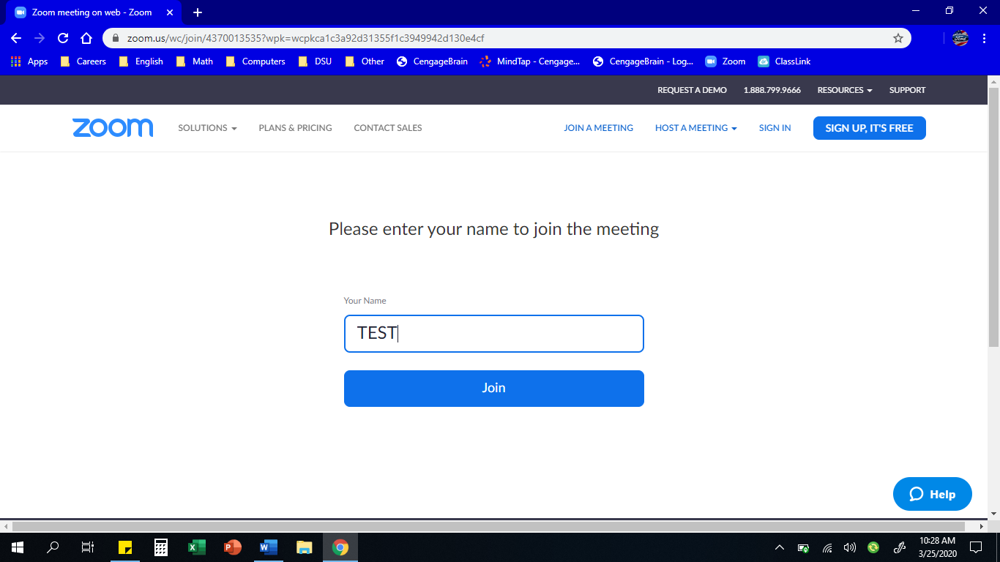 Zoom meeting on web - Zoom
zoom.us/wc/join/4370013535?wpk=wcpkca1c3a92d31355f1c3949942d130e4cf
Apps Careers English Math Computers DSU Other CengageBrain MindTap - Cengage... CengageBrain - Log... Zoom ClassLink
REQUEST A DEMO 1.888.799.9666 RESOURCES SUPPORT
zoom SOLUTIONS PLANS & PRICING CONTACT SALES JOIN A MEETING HOST A MEETING SIGN IN SIGN UP, IT'S FREE
Please enter your name to join the meeting
Your Name
TEST
Join
Help
10:28 AM
3/25/2020